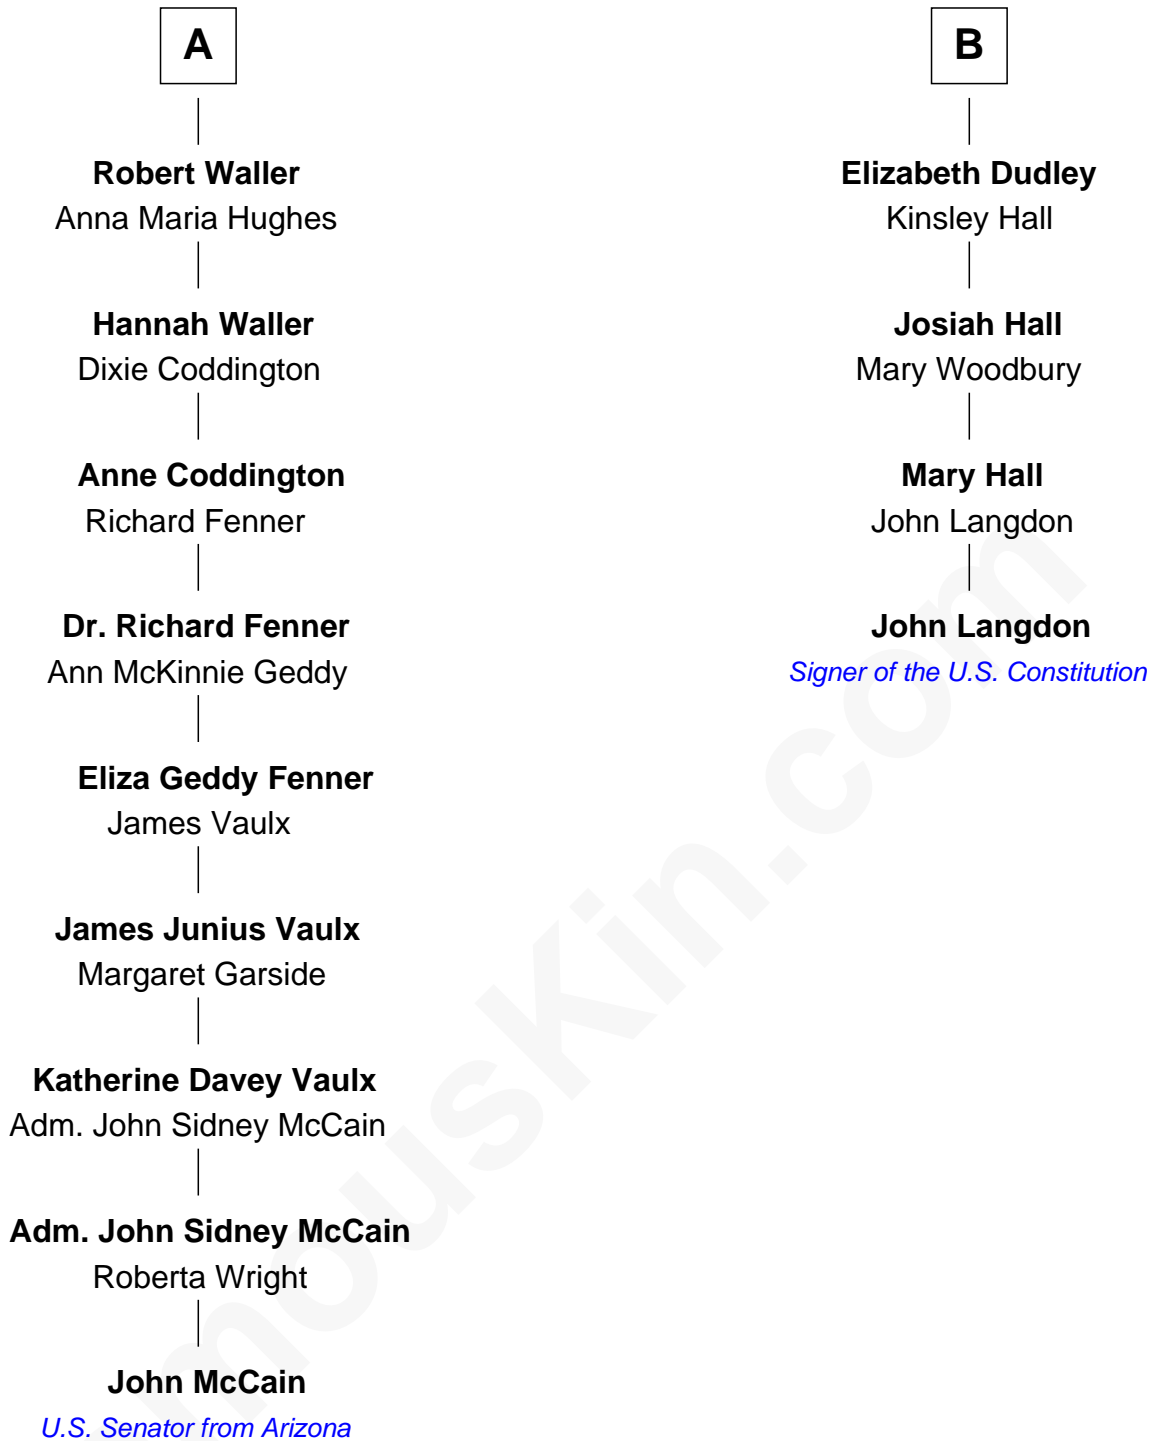 A
Robert Waller
Anna Maria Hughes
Hannah Waller
Dixie Coddington
Anne Coddington
Richard Fenner
Dr. Richard Fenner
Ann McKinnie Geddy
Eliza Geddy Fenner
James Vaulx
James Junius Vaulx
Margaret Garside
Katherine Davey Vaulx
Adm. John Sidney McCain
Adm. John Sidney McCain
Roberta Wright
John McCain
U.S. Senator from Arizona
B
Elizabeth Dudley
Kinsley Hall
Josiah Hall
Mary Woodbury
Mary Hall
John Langdon
John Langdon
Signer of the U.S. Constitution
mouskin.com